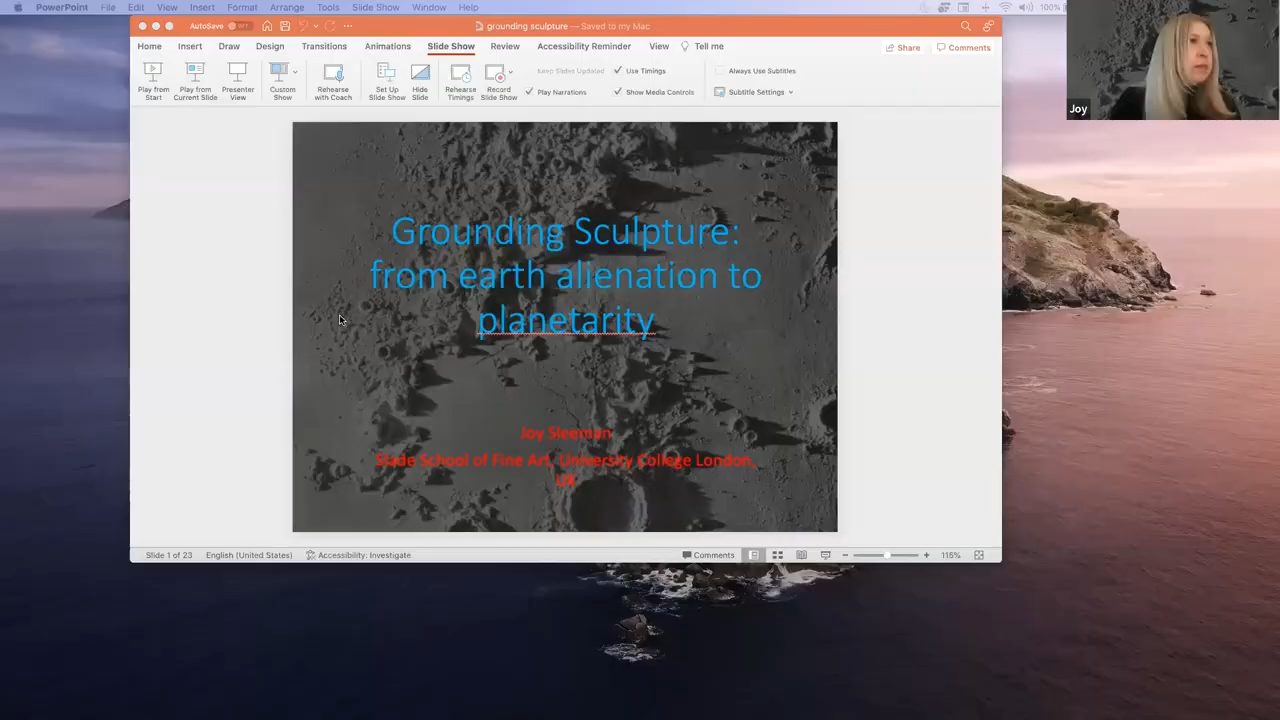 PowerPoint File Edit View Insert Format Arrange Tools Slide Show Window Help 100%
AutoSave OFF grounding sculpture — Saved to my Mac
Home Insert Draw Design Transitions Animations Slide Show Review Accessibility Reminder View Tell me Share Comments
Play from Start
Play from Current Slide
Presenter View
Custom Show
Rehearse with Coach
Set Up Slide Show
Hide Slide
Rehearse Timings
Record Slide Show
Keep Slides Updated
Use Timings
Play Narrations
Show Media Controls
Always Use Subtitles
Subtitle Settings
Joy
Grounding Sculpture:
from earth alienation to
planetarity
Joy Sleeman
Slade School of Fine Art, University College London,
UK
Slide 1 of 23 English (United States) Accessibility: Investigate Comments 115%